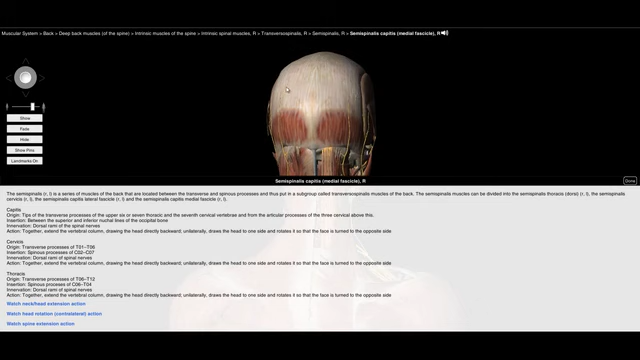 Muscular System > Back > Deep back muscles (of the spine) > Intrinsic muscles of the spine > Intrinsic spinal muscles, R > Transversospinalis, R > Semispinalis, R > Semispinalis capitis (medial fascicle), R
Show
Fade
Hide
Show Pins
Landmarks On
Semispinalis capitis (medial fascicle), R
Done
The semispinalis (r, l) is a series of muscles of the back that are located between the transverse and spinous processes and thus put in a subgroup called transversospinalis muscles of the back. The semispinalis muscles can be divided into the semispinalis thoracis (dorsi) (r, l), the semispinalis
cervicis (r, l), the semispinalis capitis lateral fascicle (r, l) and the semispinalis capitis medial fascicle (r, l).
Capitis
Origin: Tips of the transverse processes of the upper six or seven thoracic and the seventh cervical vertebrae and from the articular processes of the three cervical above this.
Insertion: Between the superior and inferior nuchal lines of the occipital bone
Innervation: Dorsal rami of the spinal nerves
Action: Together, extend the vertebral column, drawing the head directly backward; unilaterally, draws the head to one side and rotates it so that the face is turned to the opposite side
Cervicis
Origin: Transverse processes of T01–T06
Insertion: Spinous processes of C02–C07
Innervation: Dorsal rami of spinal nerves
Action: Together, extend the vertebral column, drawing the head directly backward; unilaterally, draws the head to one side and rotates it so that the face is turned to the opposite side
Thoracis
Origin: Transverse processes of T06–T12
Insertion: Spinous processes of C06–T04
Innervation: Dorsal rami of spinal nerves
Action: Together, extend the vertebral column, drawing the head directly backward; unilaterally, draws the head to one side and rotates it so that the face is turned to the opposite side
Watch neck/head extension action
Watch head rotation (contralateral) action
Watch spine extension action